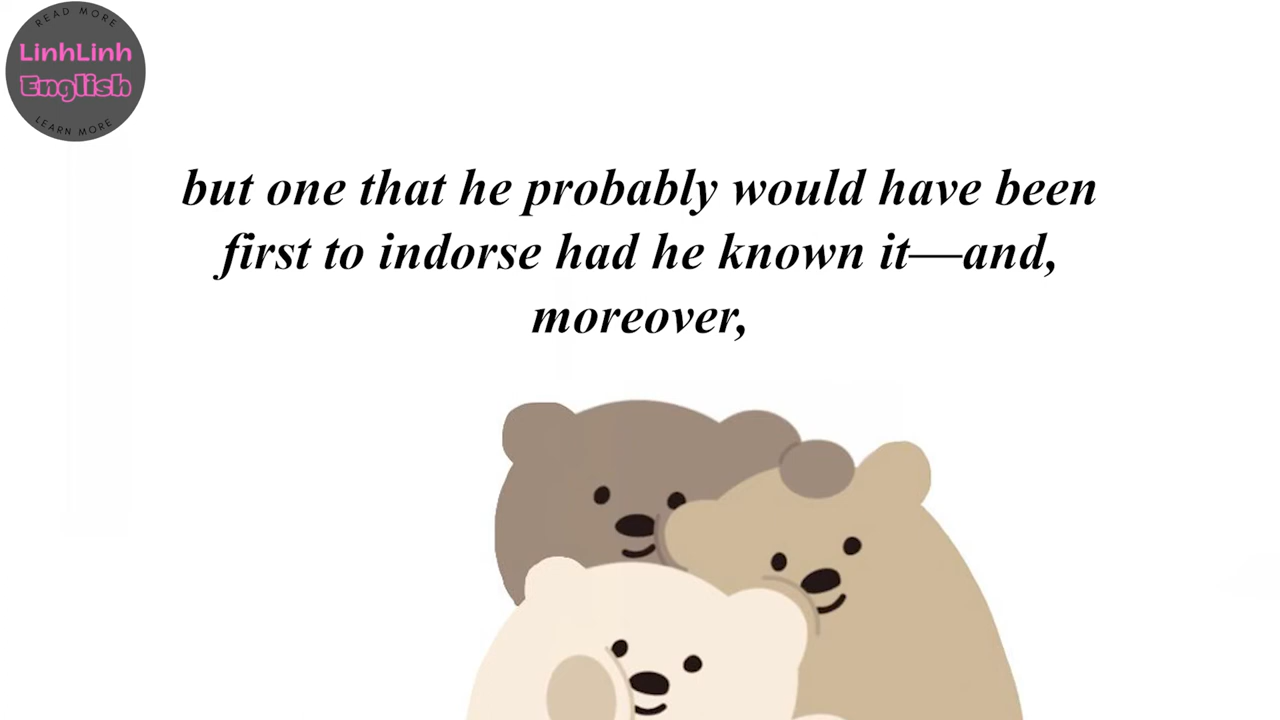 READ MORE
LinhLinh
English
LEARN MORE
but one that he probably would have been
first to indorse had he known it—and,
moreover,